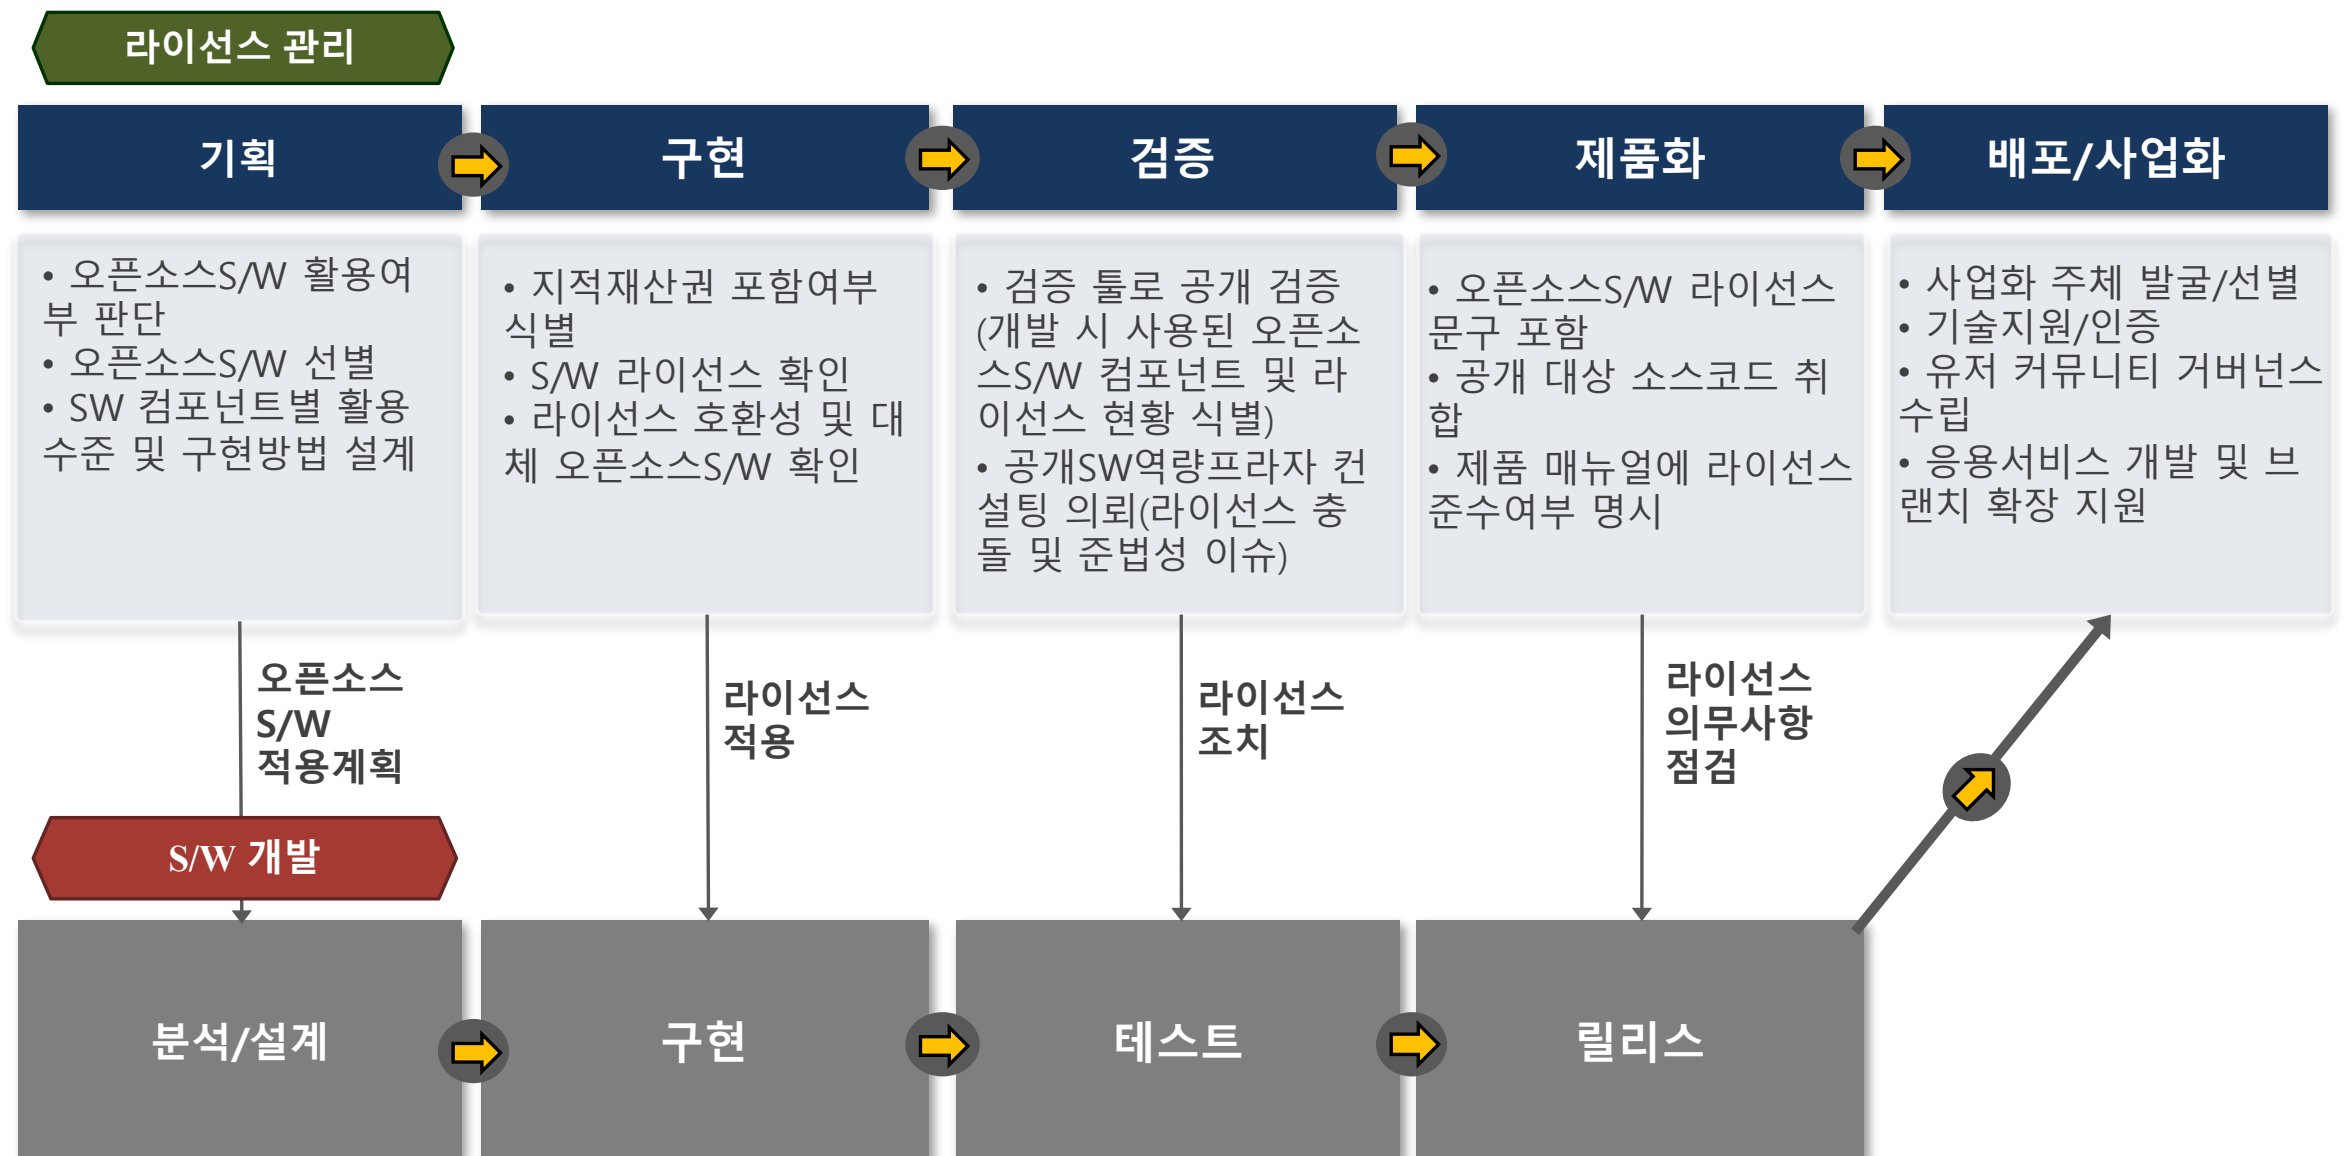 라이선스 관리
기획
구현
검증
제품화
배포/사업화
• 오픈소스S/W 활용여
부 판단
• 오픈소스S/W 선별
• SW 컴포넌트별 활용
수준 및 구현방법 설계
• 지적재산권 포함여부
식별
• S/W 라이선스 확인
• 라이선스 호환성 및 대
체 오픈소스S/W 확인
• 검증 툴로 공개 검증
(개발 시 사용된 오픈소
스S/W 컴포넌트 및 라
이선스 현황 식별)
• 공개SW역량프라자 컨
설팅 의뢰(라이선스 충
돌 및 준법성 이슈)
• 오픈소스S/W 라이선스
문구 포함
• 공개 대상 소스코드 취
합
• 제품 매뉴얼에 라이선스
준수여부 명시
• 사업화 주체 발굴/선별
• 기술지원/인증
• 유저 커뮤니티 거버넌스
수립
• 응용서비스 개발 및 브
랜치 확장 지원
오픈소스
S/W
적용계획
라이선스
적용
라이선스
조치
라이선스
의무사항
점검
S/W 개발
분석/설계
구현
테스트
릴리스